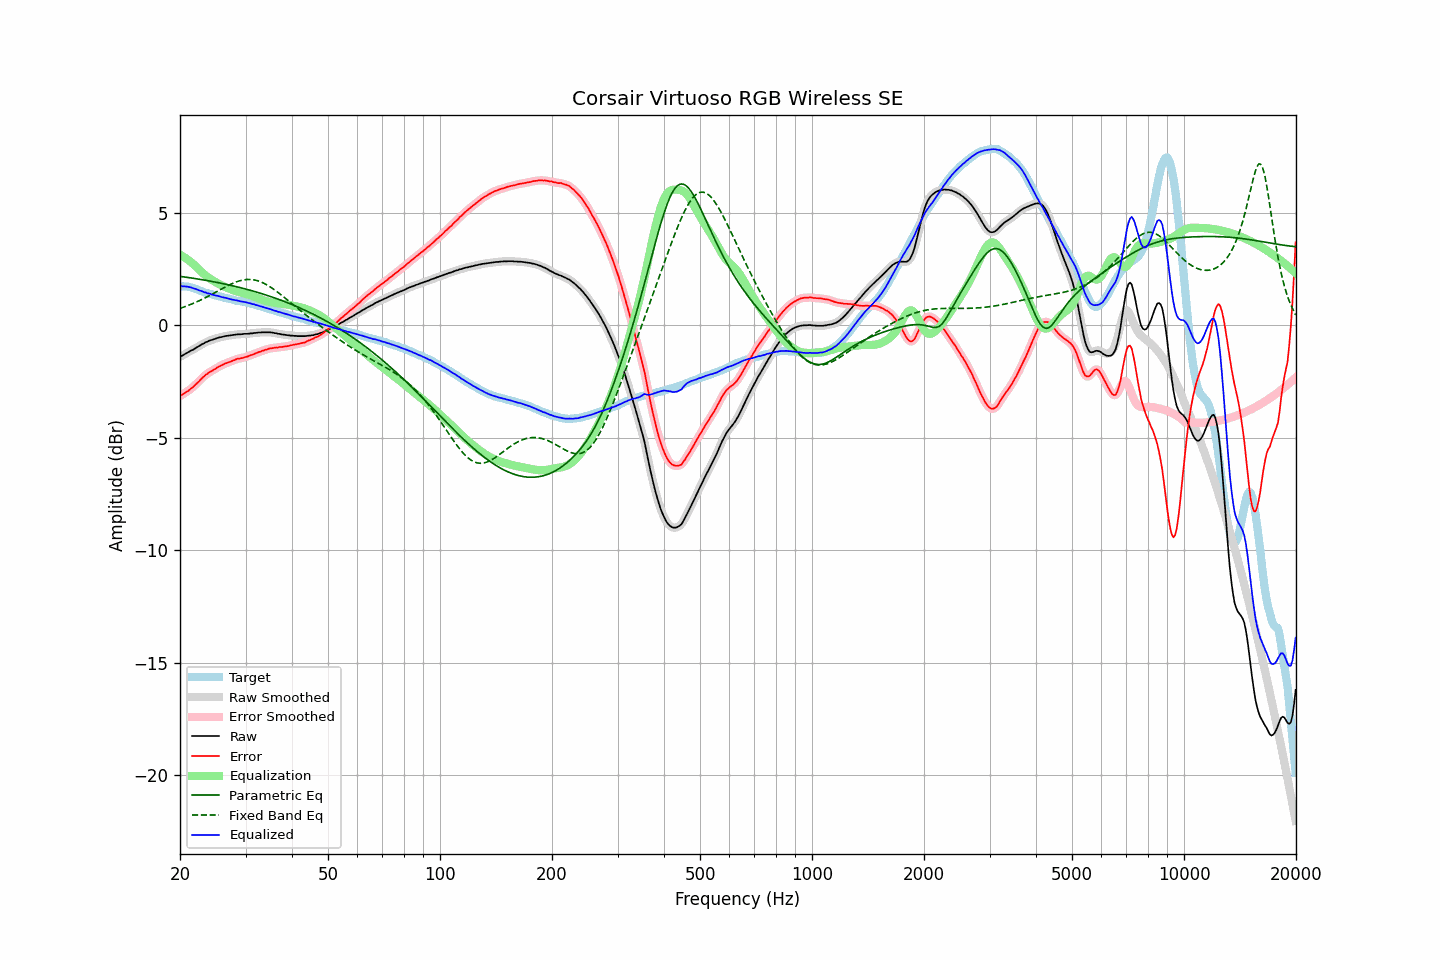 Corsair Virtuoso RGB Wireless SE
Amplitude (dBr)
5
0
−5
−10
−15
−20
Target
Raw Smoothed
Error Smoothed
Raw
Error
Equalization
Parametric Eq
Fixed Band Eq
Equalized
20 50 100 200 500 1000 2000 5000 10000 20000
Frequency (Hz)